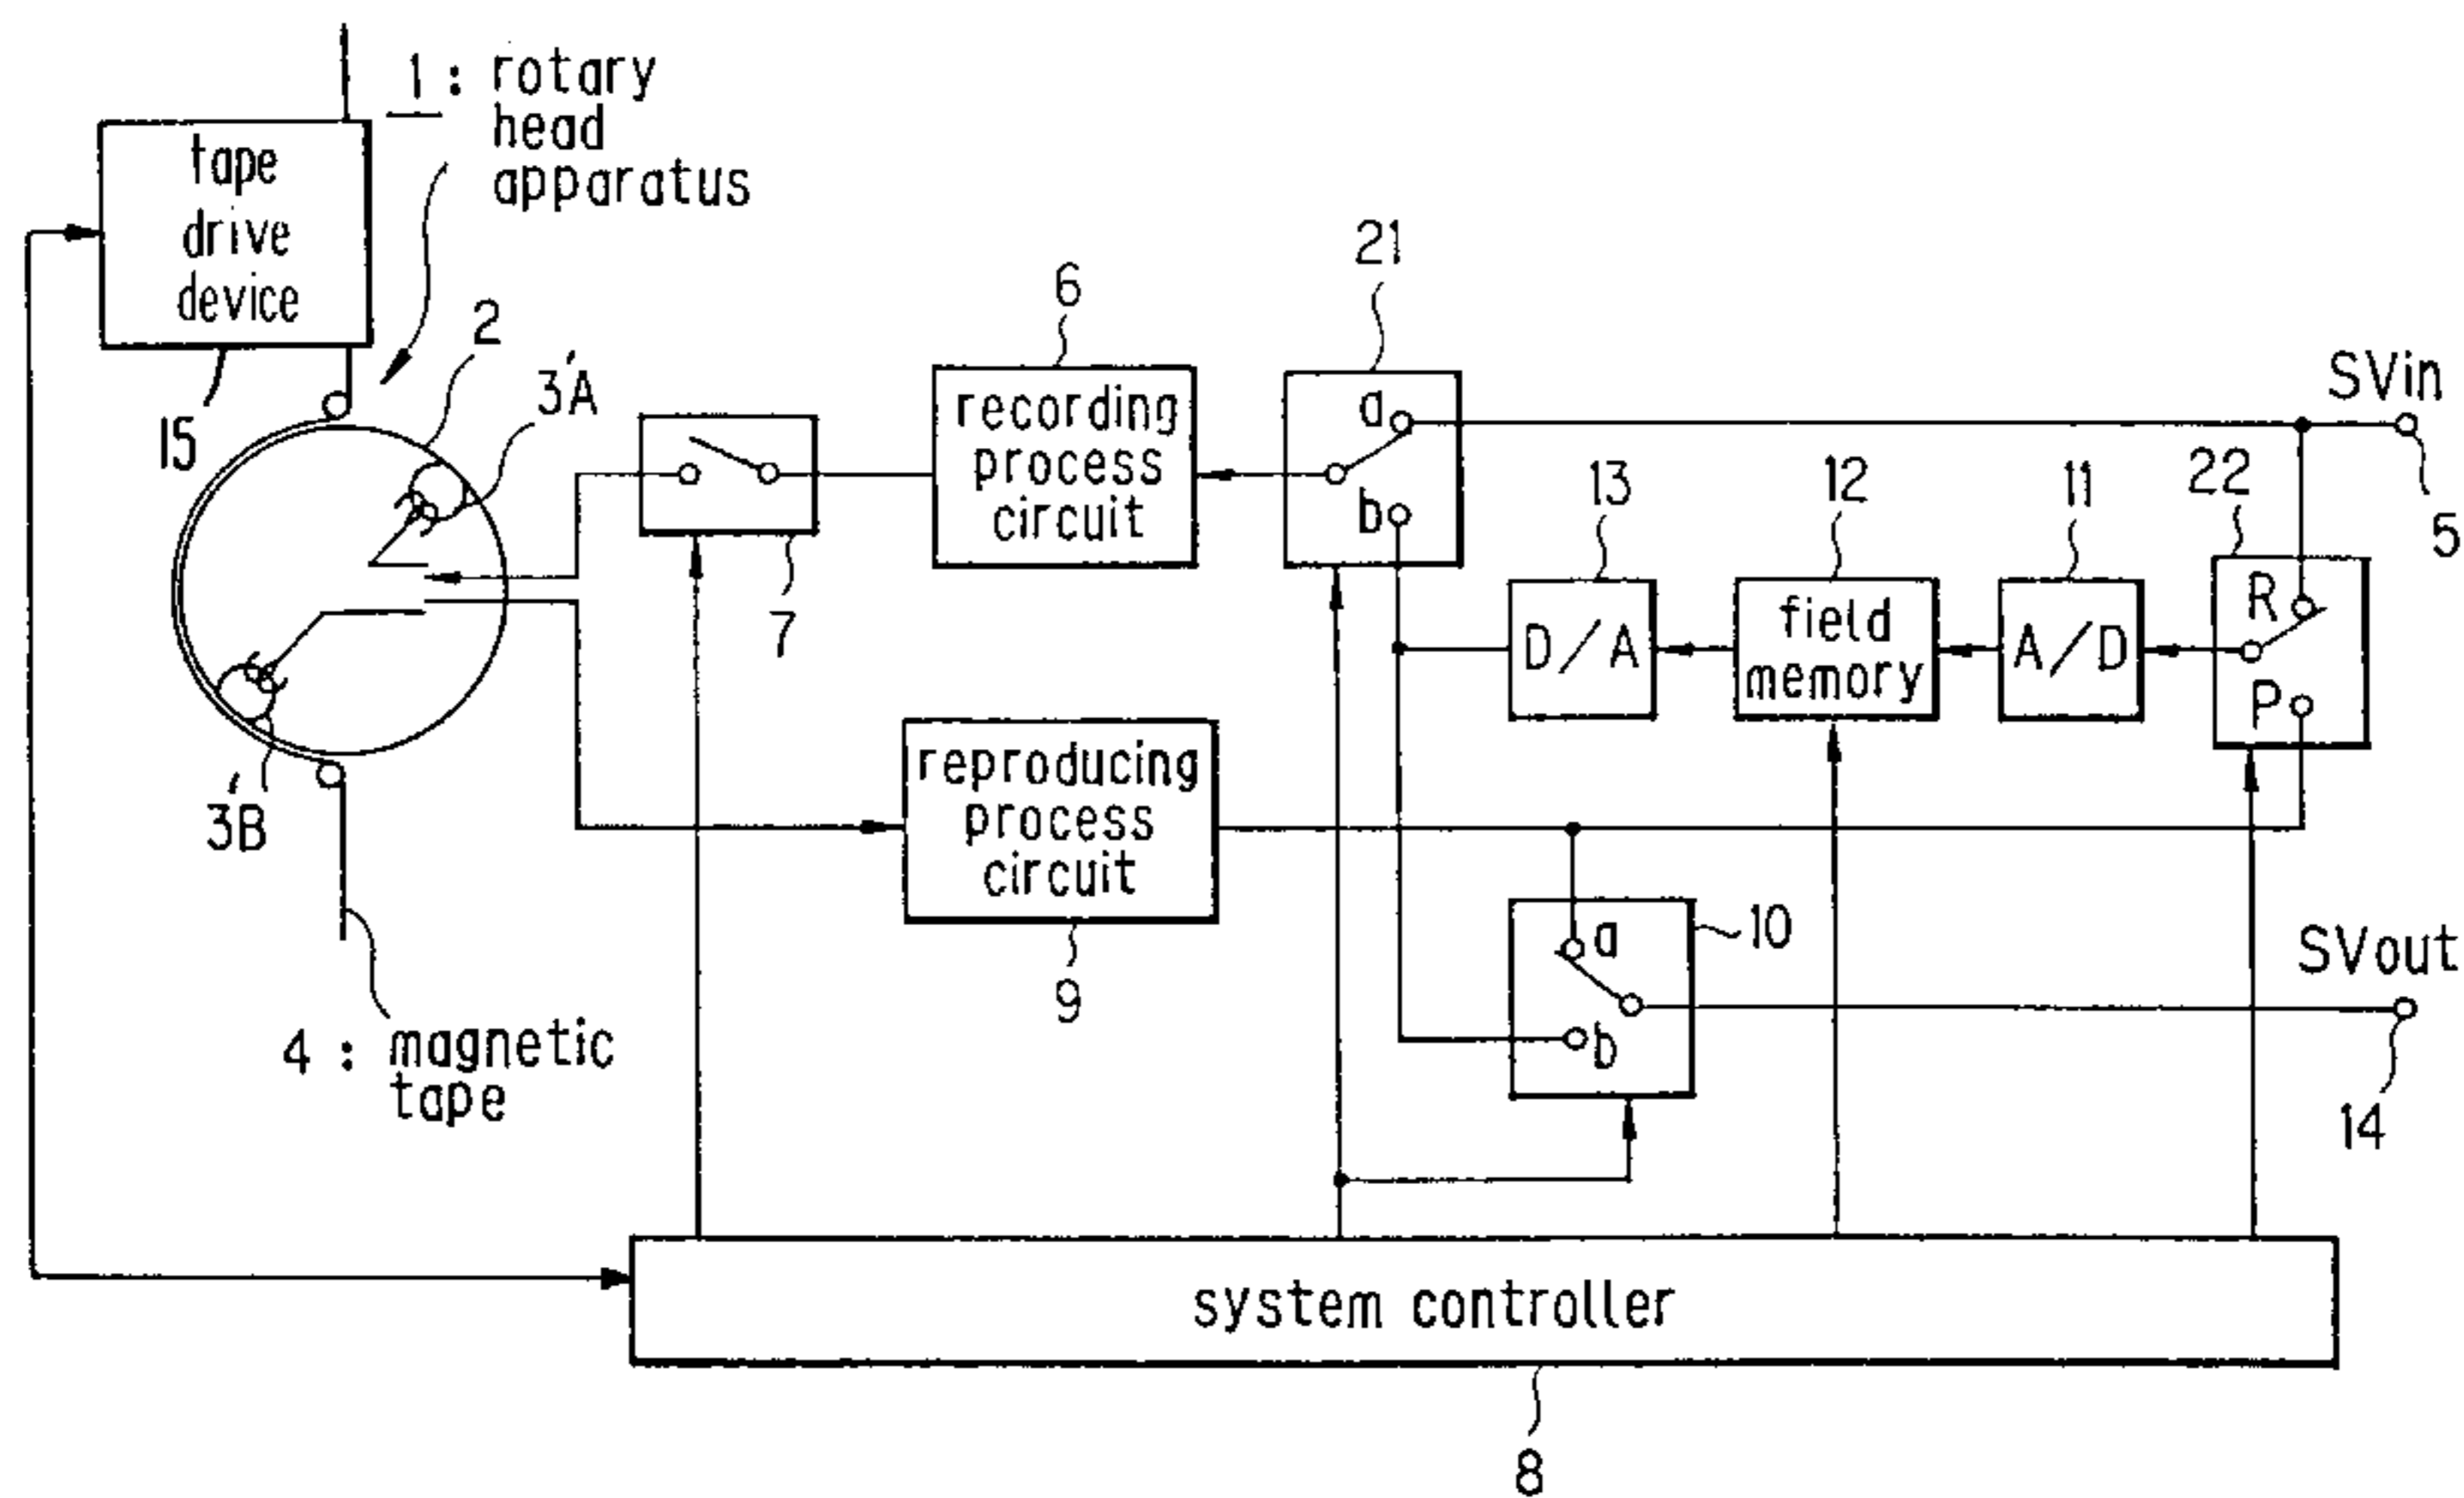 1 : rotary
head
apparatus
tape
drive
device
15
2
3'A
3'B
4 : magnetic
tape
7
6
recording
process
circuit
21
a
b
SVin
5
22
R
P
11
A/D
12
field
memory
13
D/A
reproducing
process
circuit
9
10
a
b
SVout
14
system controller
8